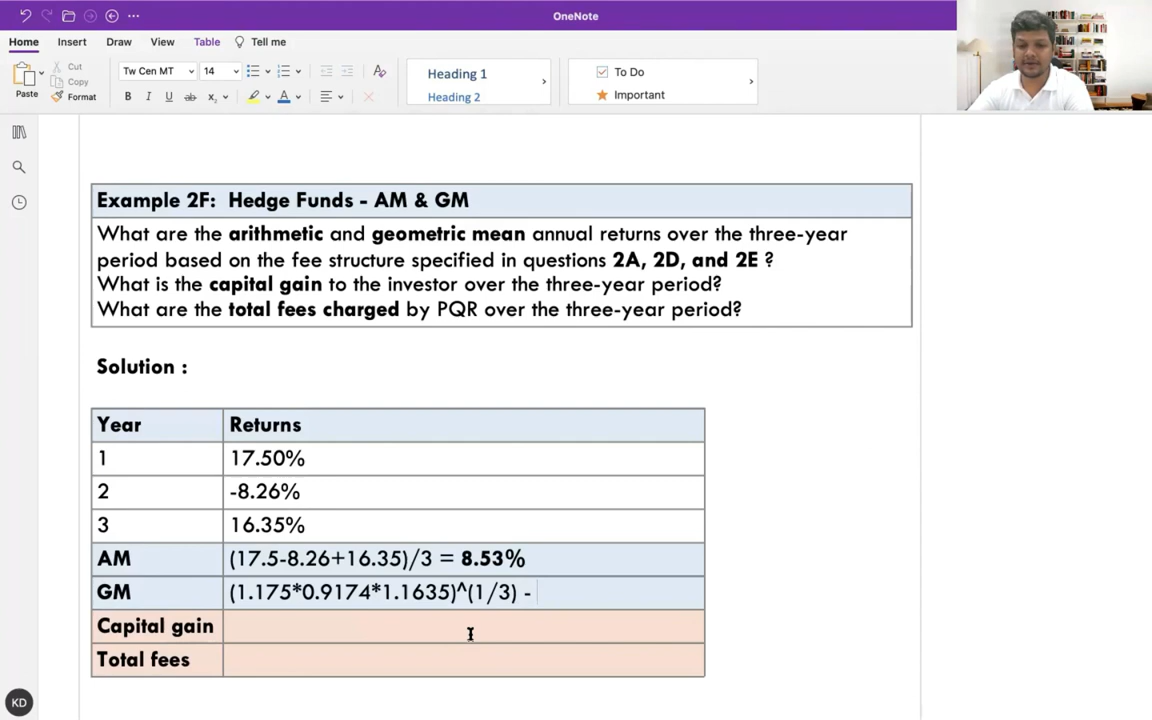 OneNote
Home Insert Draw View Table Tell me
Paste
Cut
Copy
Format
Tw Cen MT 14
B I U ab x₂ A
Heading 1
Heading 2
To Do
Important
Example 2F: Hedge Funds - AM & GM
What are the arithmetic and geometric mean annual returns over the three-year
period based on the fee structure specified in questions 2A, 2D, and 2E ?
What is the capital gain to the investor over the three-year period?
What are the total fees charged by PQR over the three-year period?
Solution :
Year Returns
1 17.50%
2 -8.26%
3 16.35%
AM (17.5-8.26+16.35)/3 = 8.53%
GM (1.175*0.9174*1.1635)^(1/3) -
Capital gain
Total fees
KD